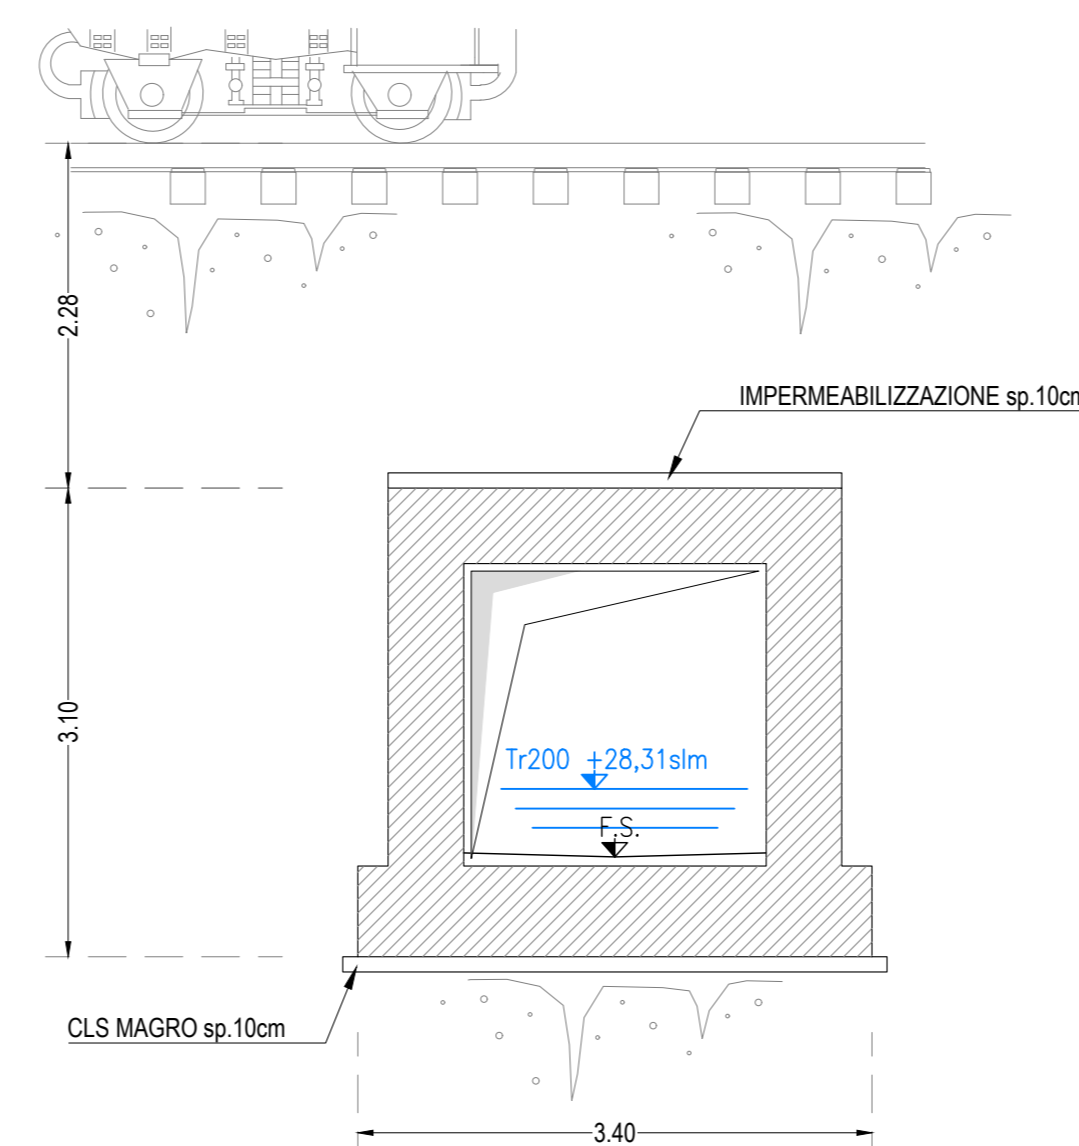 2.28
IMPERMEABILIZZAZIONE sp.10cm
3.10
Tr200 +28,31slm
F.S.
CLS MAGRO sp.10cm
3.40